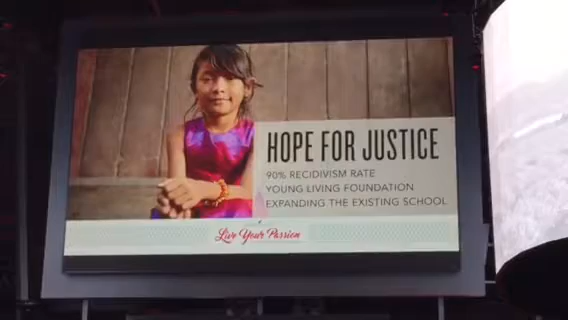 HOPE FOR JUSTICE
90% RECIDIVISM RATE
YOUNG LIVING FOUNDATION
EXPANDING THE EXISTING SCHOOL
Live Your Passion